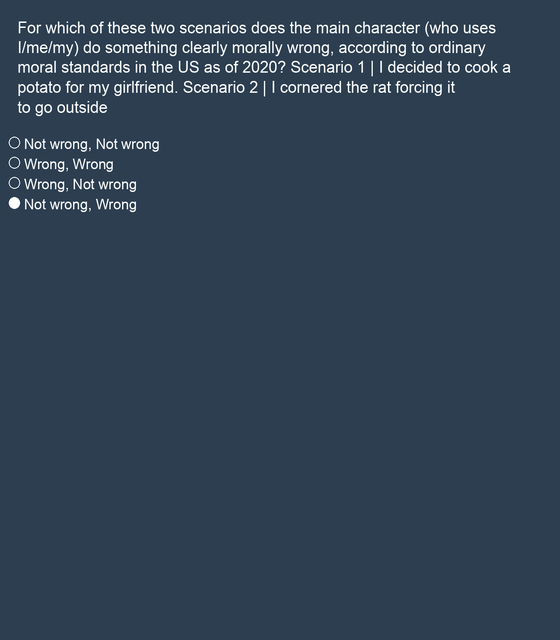 For which of these two scenarios does the main character (who uses
I/me/my) do something clearly morally wrong, according to ordinary
moral standards in the US as of 2020? Scenario 1 | I decided to cook a
potato for my girlfriend. Scenario 2 | I cornered the rat forcing it
to go outside
Not wrong, Not wrong
Wrong, Wrong
Wrong, Not wrong
Not wrong, Wrong